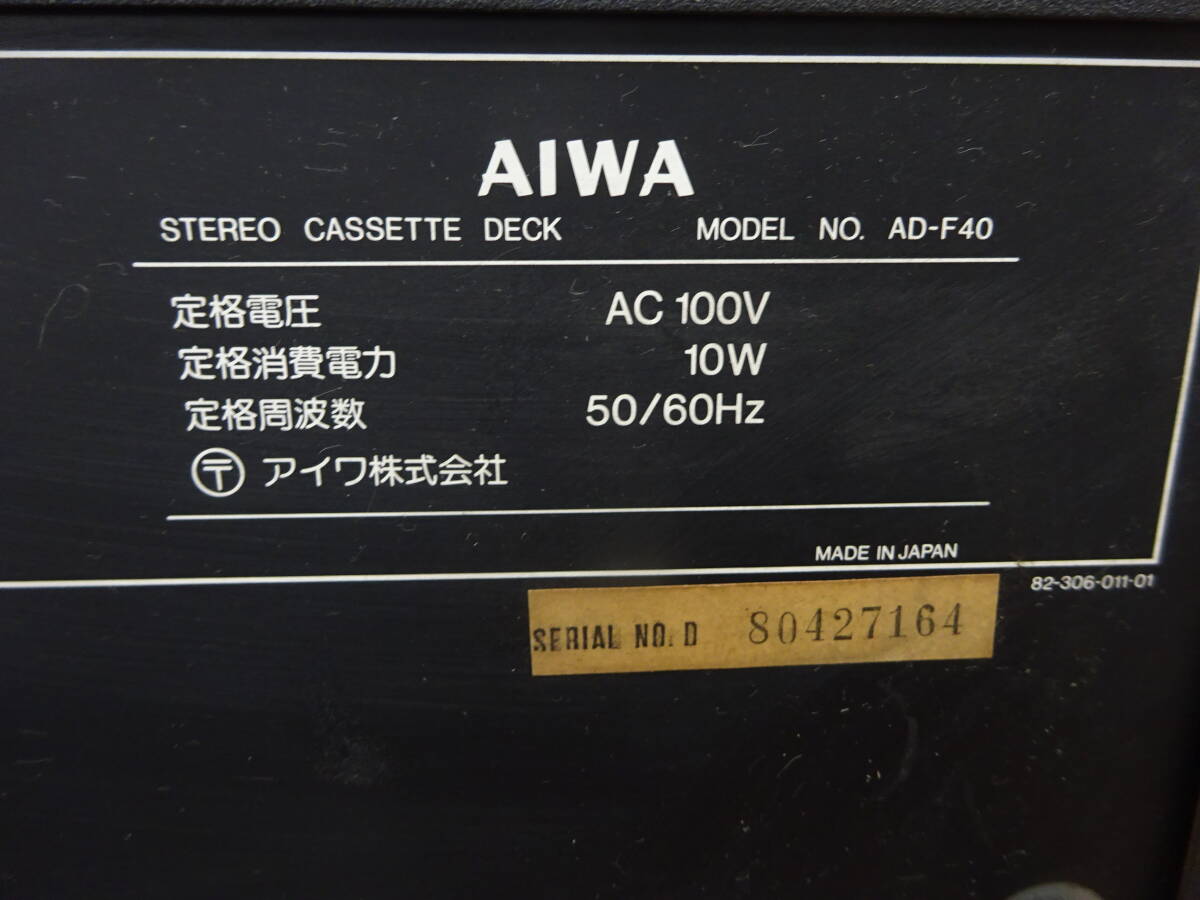 AIWA
STEREO CASSETTE DECK MODEL NO. AD-F40
定格電圧 AC 100V
定格消費電力 10W
定格周波数 50/60Hz
〒 アイワ株式会社
MADE IN JAPAN
82-306-011-01
SERIAL NO. D 80427164